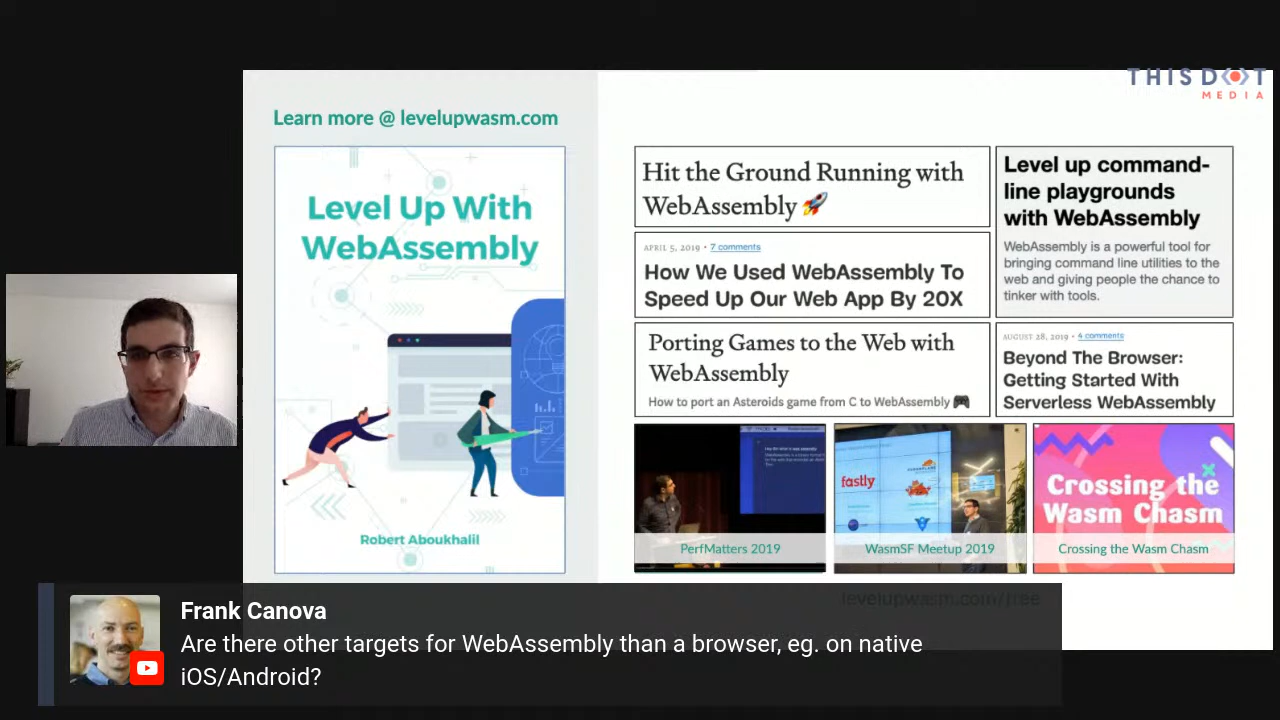 THIS DOT
MEDIA
Learn more @ levelupwasm.com
Level Up With
WebAssembly
Robert Aboukhalil
Hit the Ground Running with
WebAssembly 🚀
APRIL 5, 2019 • 7 comments
How We Used WebAssembly To
Speed Up Our Web App By 20X
Porting Games to the Web with
WebAssembly
How to port an Asteroids game from C to WebAssembly 🎮
Level up command-
line playgrounds
with WebAssembly
WebAssembly is a powerful tool for
bringing command line utilities to the
web and giving people the chance to
tinker with tools.
AUGUST 28, 2019 • 4 comments
Beyond The Browser:
Getting Started With
Serverless WebAssembly
PerfMatters 2019
fastly
WasmSF Meetup 2019
Crossing the
Wasm Chasm
Crossing the Wasm Chasm
levelupwasm.com/free
Frank Canova
Are there other targets for WebAssembly than a browser, eg. on native
iOS/Android?